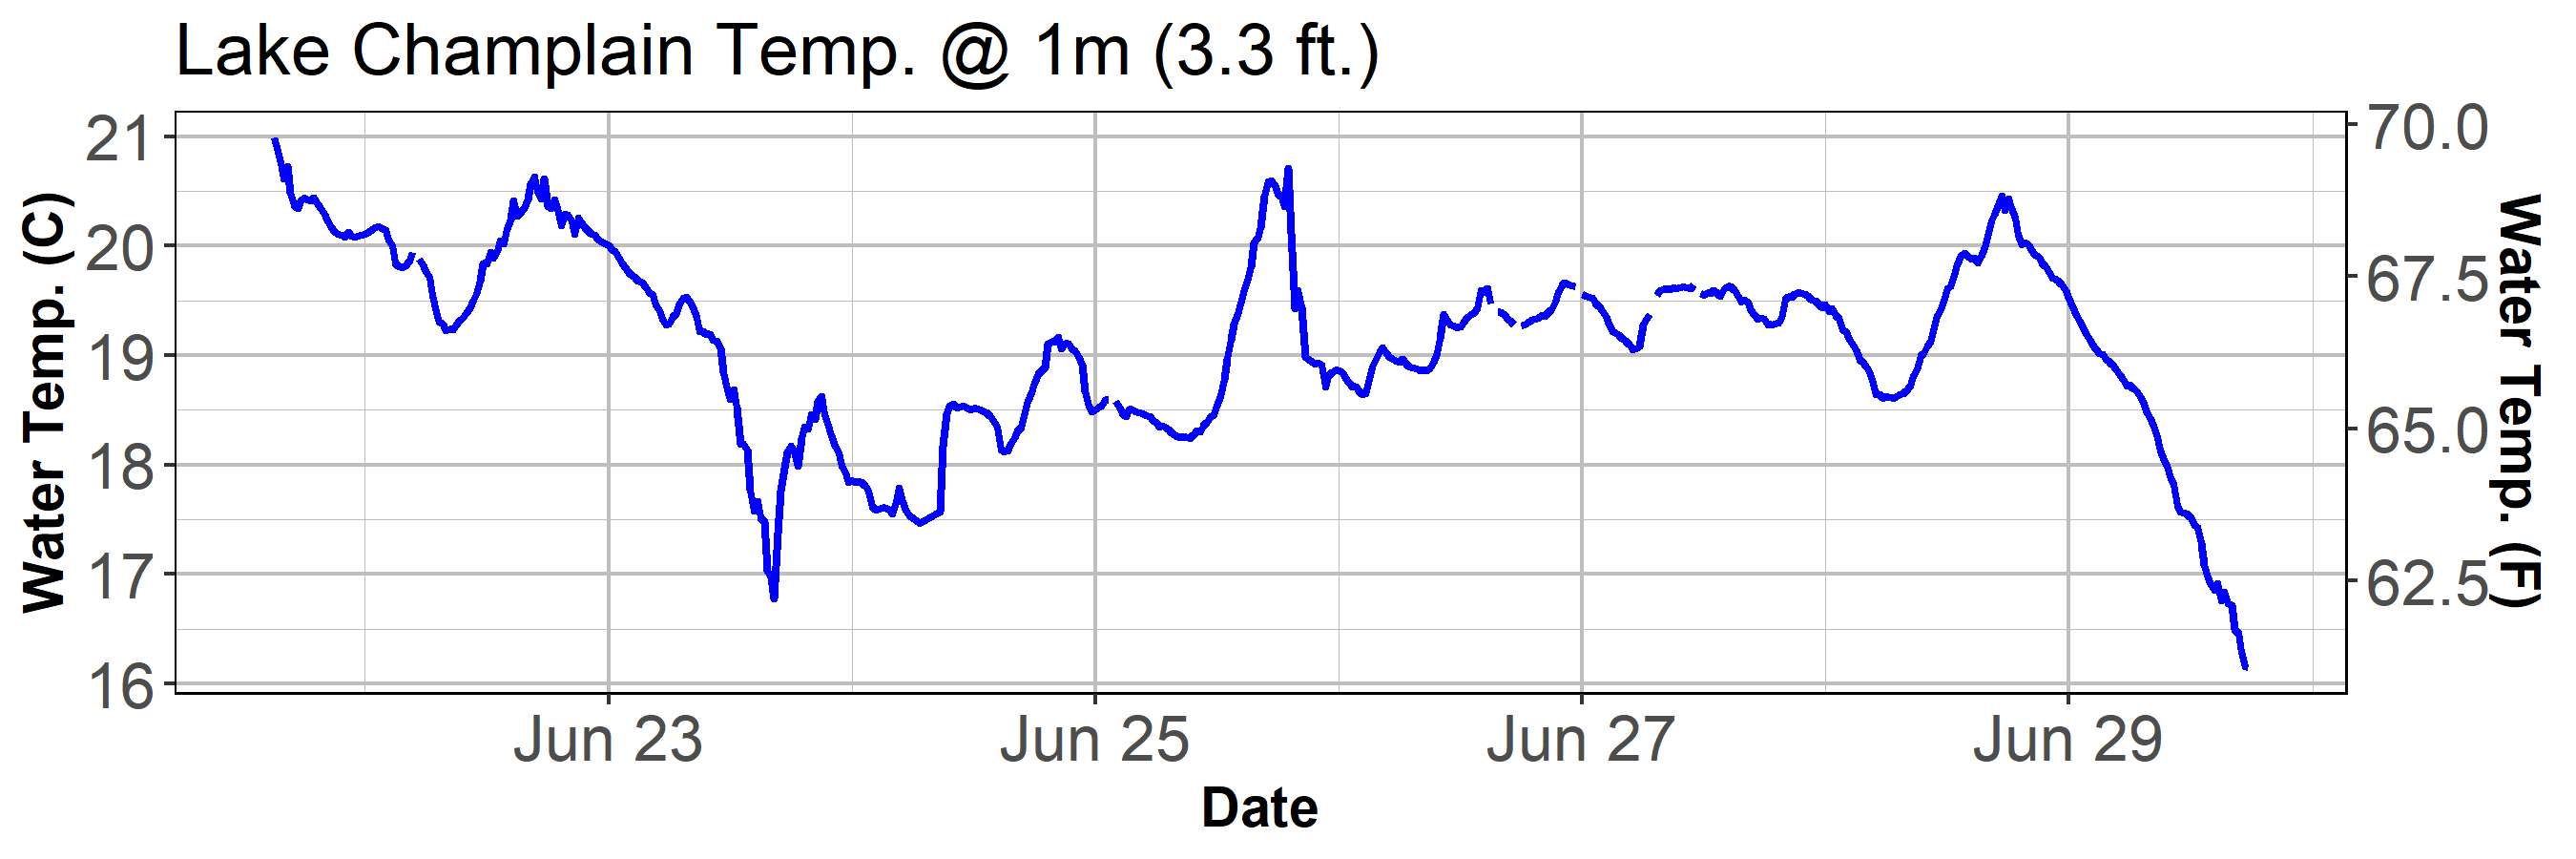 Lake Champlain Temp. @ 1m (3.3 ft.)
Water Temp. (C)
21
20
19
18
17
16
70.0
67.5
65.0
62.5
Water Temp. (F)
Jun 23 Jun 25 Jun 27 Jun 29
Date